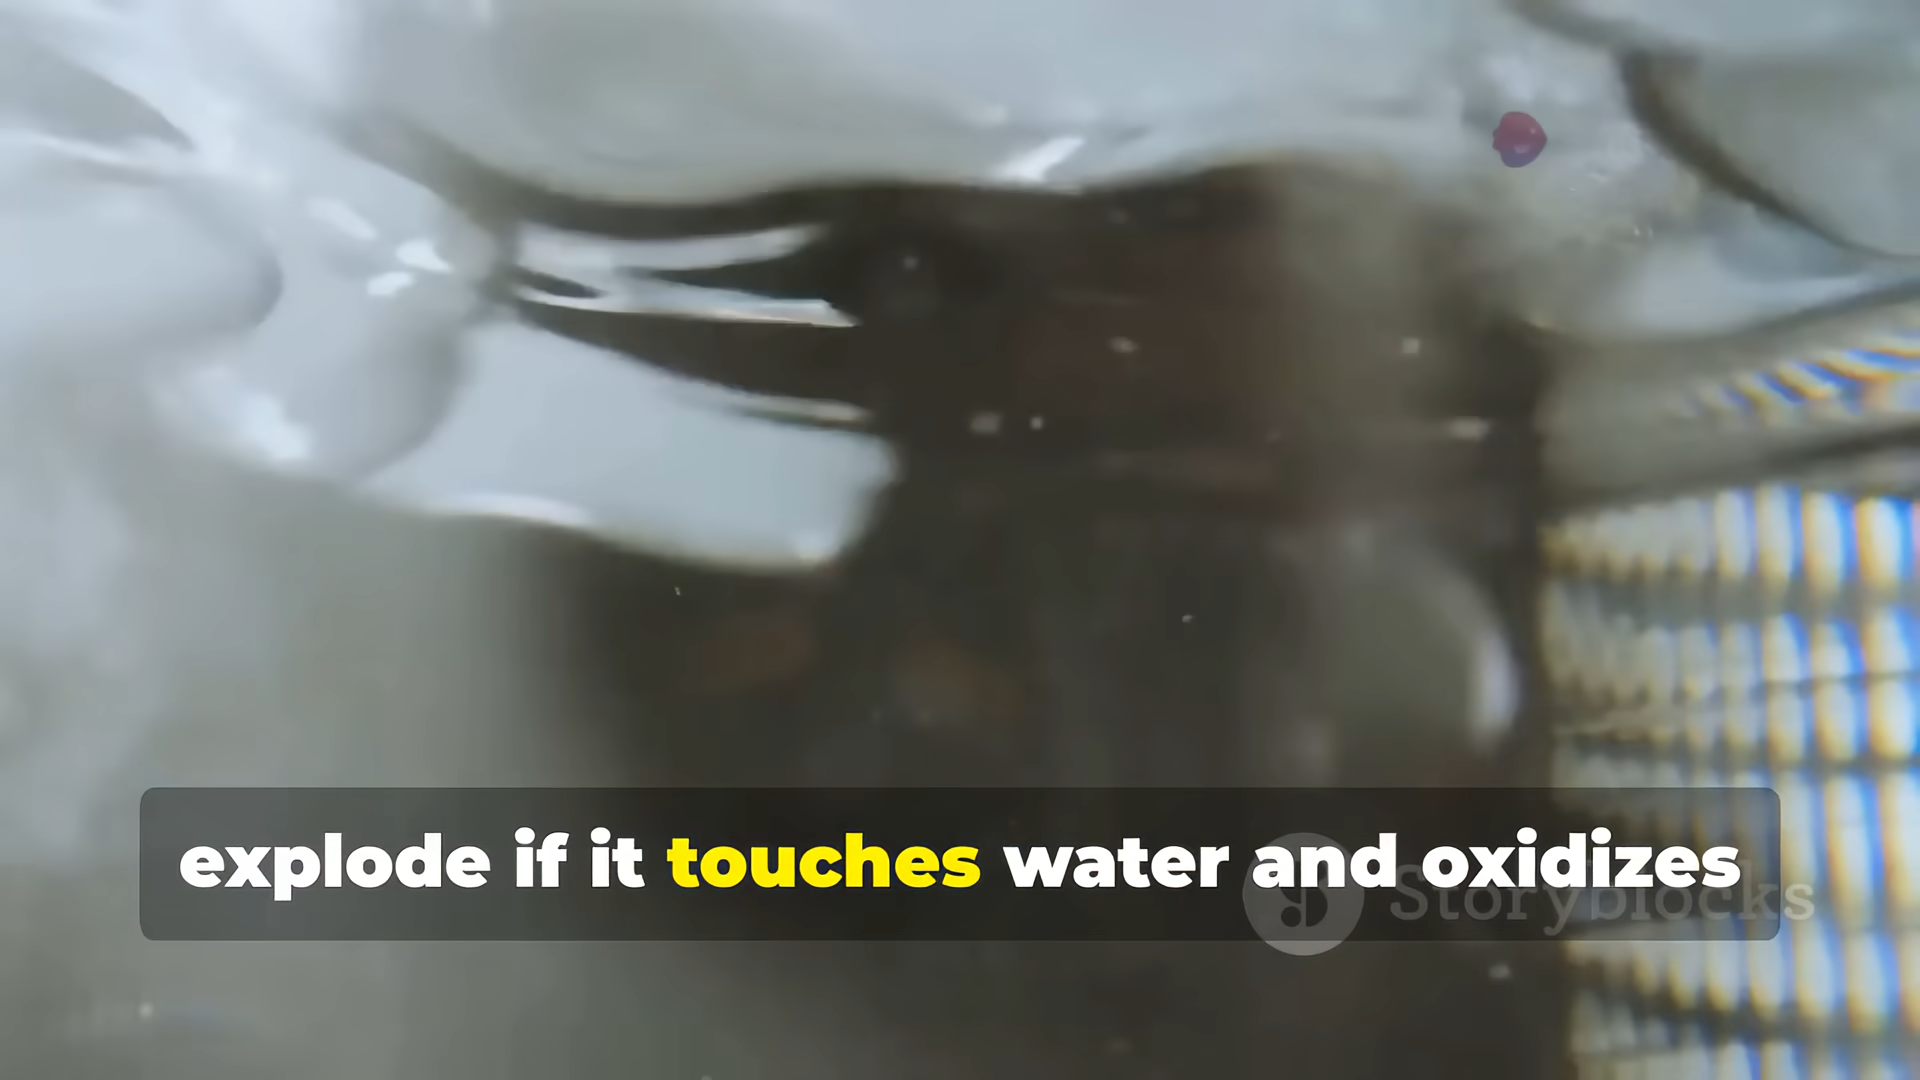 explode if it touches water and oxidizes
Storyblocks